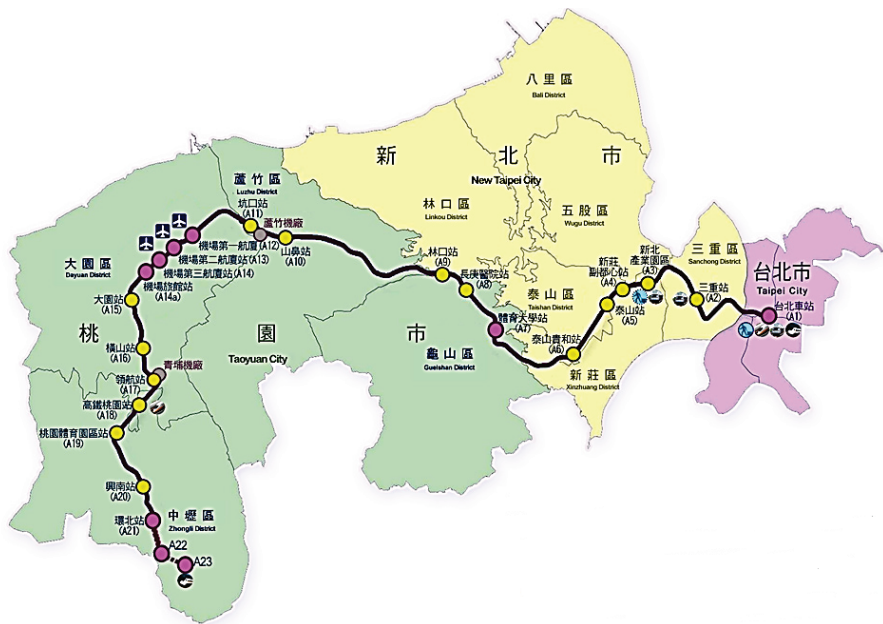 八里區
Bali District
新北市
New Taipei City
蘆竹區
Luzhu District
坑口站
(A11)
蘆竹機廠
林口區
Linkou District
五股區
Wugu District
機場第一航廈 (A12)
山鼻站
(A10)
機場第二航廈站 (A13)
機場第三航廈站 (A14)
機場旅館站
(A14a)
大園區
Dayuan District
林口站
(A9)
長庚醫院站
(A8)
新莊
副都心站
(A4)
新北
產業園區
(A3)
三重區
Sanchong District
台北市
Taipei City
泰山區
Taishan District
三重站
(A2)
大園站
(A15)
泰山站
(A5)
台北車站
(A1)
體育大學站
(A7)
桃園市
Taoyuan City
龜山區
Gueishan District
泰山貴和站
(A6)
橫山站
(A16)
青埔機廠
新莊區
Xinzhuang District
領航站
(A17)
高鐵桃園站
(A18)
桃園體育園區站
(A19)
興南站
(A20)
中壢區
Zhongli District
環北站
(A21)
A22
A23